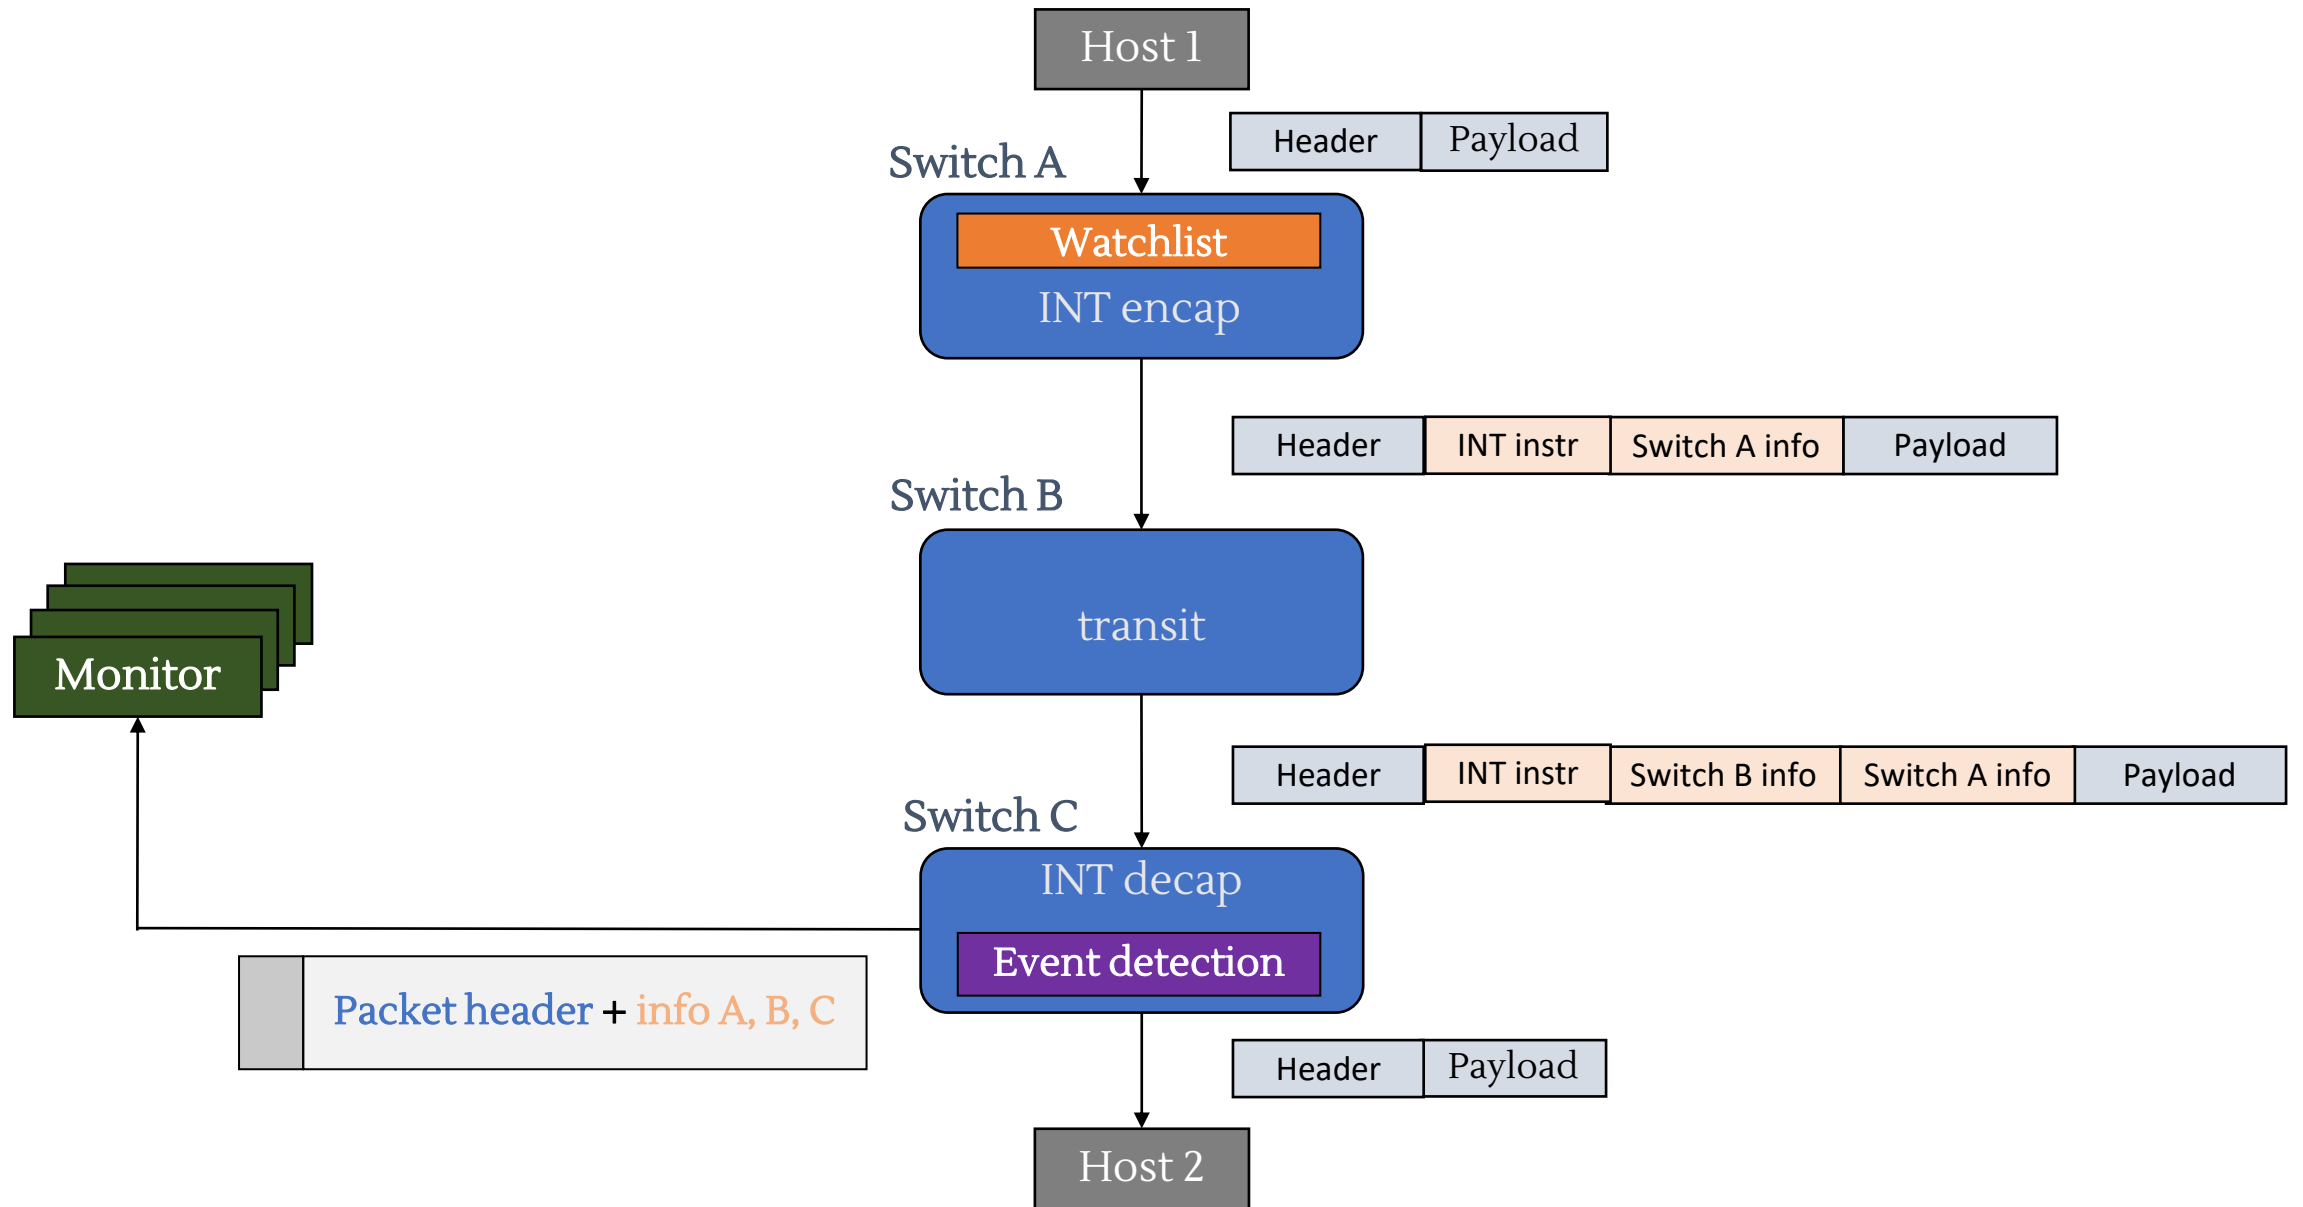 Host 1
Header Payload
Switch A
Watchlist
INT encap
Header INT instr Switch A info Payload
Switch B
transit
Monitor
Header INT instr Switch B info Switch A info Payload
Switch C
INT decap
Event detection
Packet header + info A, B, C
Header Payload
Host 2